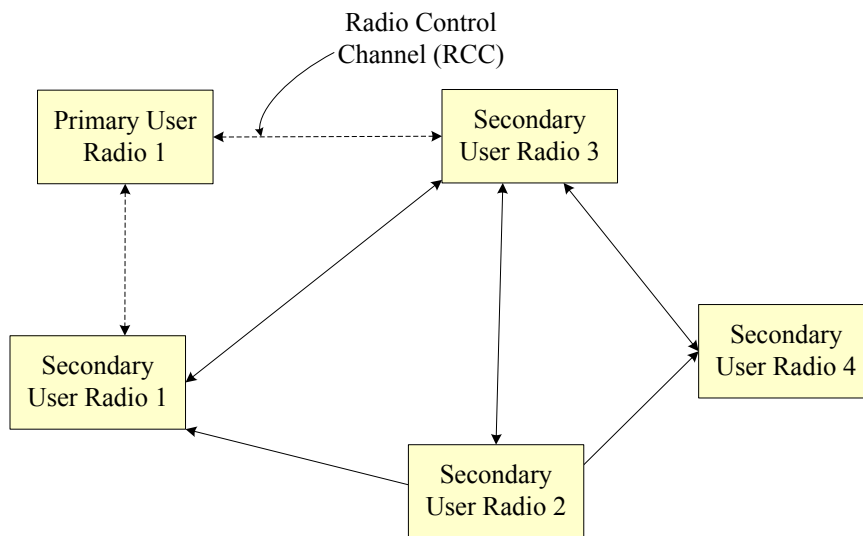 Radio Control
Channel (RCC)
Primary User
Radio 1
Secondary
User Radio 3
Secondary
User Radio 4
Secondary
User Radio 1
Secondary
User Radio 2